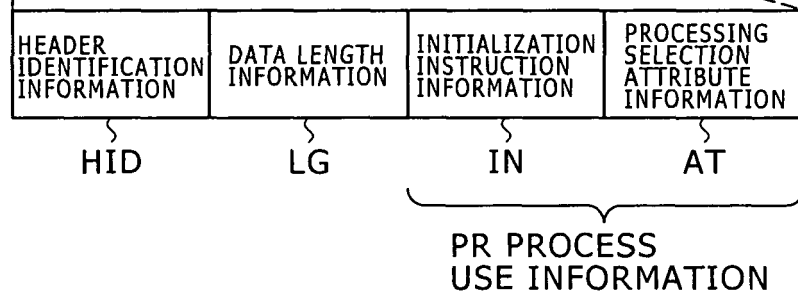 HEADER
IDENTIFICATION
INFORMATION
DATA LENGTH
INFORMATION
INITIALIZATION
INSTRUCTION
INFORMATION
PROCESSING
SELECTION
ATTRIBUTE
INFORMATION
HID
LG
IN
AT
PR PROCESS
USE INFORMATION